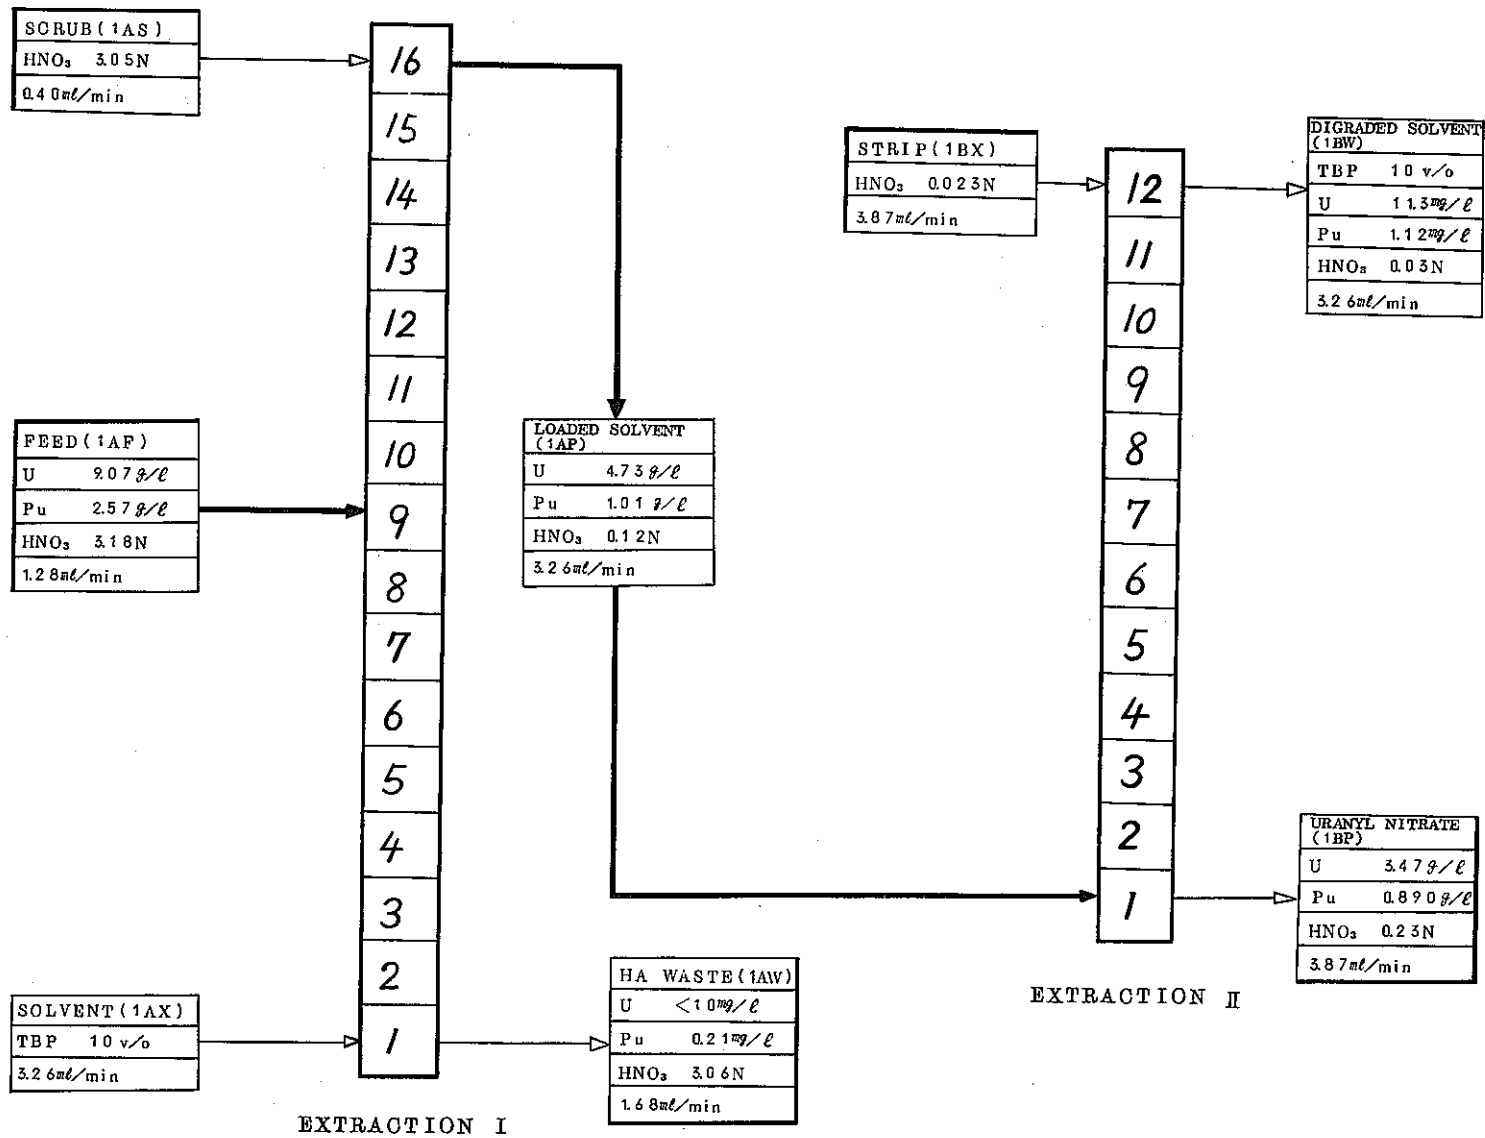 SCRUB(1AS)
HNO₃ 3.05N
0.40ml/min
16
15
14
13
12
11
10
9
8
7
6
5
4
3
2
1
FEED(1AF)
U 9.07g/ℓ
Pu 2.57g/ℓ
HNO₃ 3.18N
1.28ml/min
SOLVENT(1AX)
TBP 10 v/o
3.26ml/min
EXTRACTION I
LOADED SOLVENT
(1AP)
U 4.73g/ℓ
Pu 1.01g/ℓ
HNO₃ 0.12N
3.26ml/min
HA WASTE(1AW)
U <10mg/ℓ
Pu 0.21mg/ℓ
HNO₃ 3.06N
1.68ml/min
STRIP(1BX)
HNO₃ 0.023N
3.87ml/min
12
11
10
9
8
7
6
5
4
3
2
1
EXTRACTION II
DIGRADED SOLVENT
(1BW)
TBP 10 v/o
U 11.3mg/ℓ
Pu 1.12mg/ℓ
HNO₃ 0.03N
3.26ml/min
URANYL NITRATE
(1BP)
U 3.47g/ℓ
Pu 0.890g/ℓ
HNO₃ 0.23N
3.87ml/min